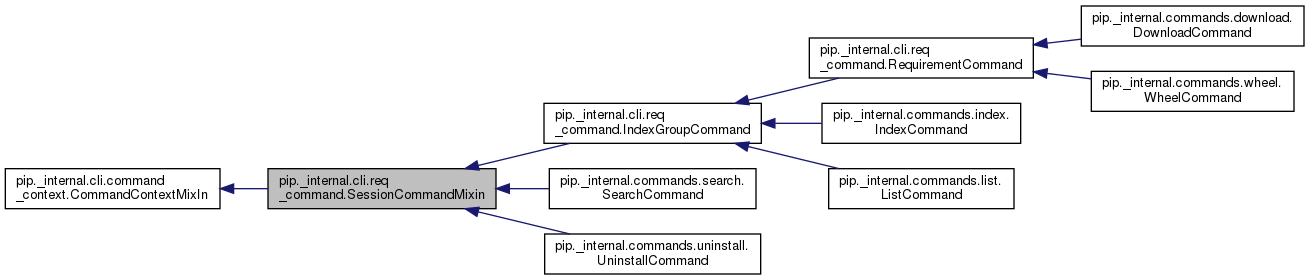 pip._internal.commands.download.
DownloadCommand
pip._internal.cli.req
_command.RequirementCommand
pip._internal.commands.wheel.
WheelCommand
pip._internal.cli.req
_command.IndexGroupCommand
pip._internal.commands.index.
IndexCommand
pip._internal.cli.command
_context.CommandContextMixIn
pip._internal.cli.req
_command.SessionCommandMixin
pip._internal.commands.search.
SearchCommand
pip._internal.commands.list.
ListCommand
pip._internal.commands.uninstall.
UninstallCommand